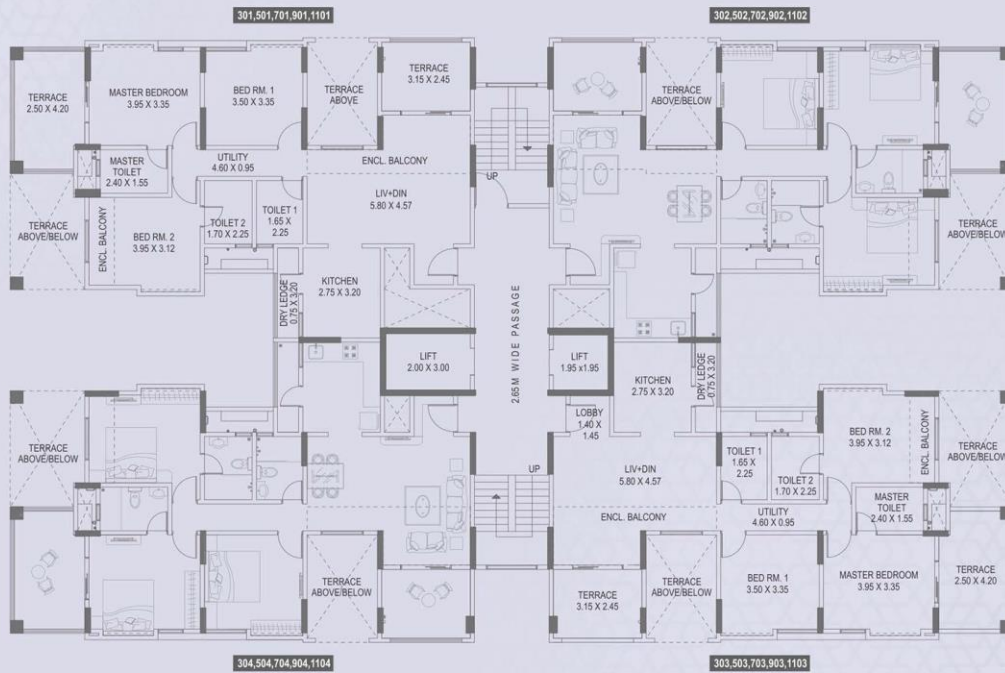 301,501,701,901,1101
302,502,702,902,1102
TERRACE
2.50 X 4.20
MASTER BEDROOM
3.95 X 3.35
BED RM. 1
3.50 X 3.35
TERRACE
ABOVE
TERRACE
3.15 X 2.45
TERRACE
ABOVE/BELOW
MASTER
TOILET
2.40 X 1.55
UTILITY
4.60 X 0.95
ENCL. BALCONY
UP
TERRACE
ABOVE/BELOW
ENCL. BALCONY
BED RM. 2
3.95 X 3.12
TOILET 2
1.70 X 2.25
TOILET 1
1.65 X
2.25
LIV+DIN
5.80 X 4.57
TERRACE
ABOVE/BELOW
DRY LEDGE
0.75 X 3.20
KITCHEN
2.75 X 3.20
LIFT
2.00 X 3.00
2.65M WIDE PASSAGE
LIFT
1.95 x1.95
KITCHEN
2.75 X 3.20
DRY LEDGE
0.75 X 3.20
LOBBY
1.40 X
1.45
TERRACE
ABOVE/BELOW
BED RM. 2
3.95 X 3.12
ENCL. BALCONY
TERRACE
ABOVE/BELOW
UP
LIV+DIN
5.80 X 4.57
TOILET 1
1.65 X
2.25
TOILET 2
1.70 X 2.25
MASTER
TOILET
2.40 X 1.55
ENCL. BALCONY
UTILITY
4.60 X 0.95
TERRACE
ABOVE/BELOW
TERRACE
3.15 X 2.45
TERRACE
ABOVE/BELOW
BED RM. 1
3.50 X 3.35
MASTER BEDROOM
3.95 X 3.35
TERRACE
2.50 X 4.20
304,504,704,904,1104
303,503,703,903,1103